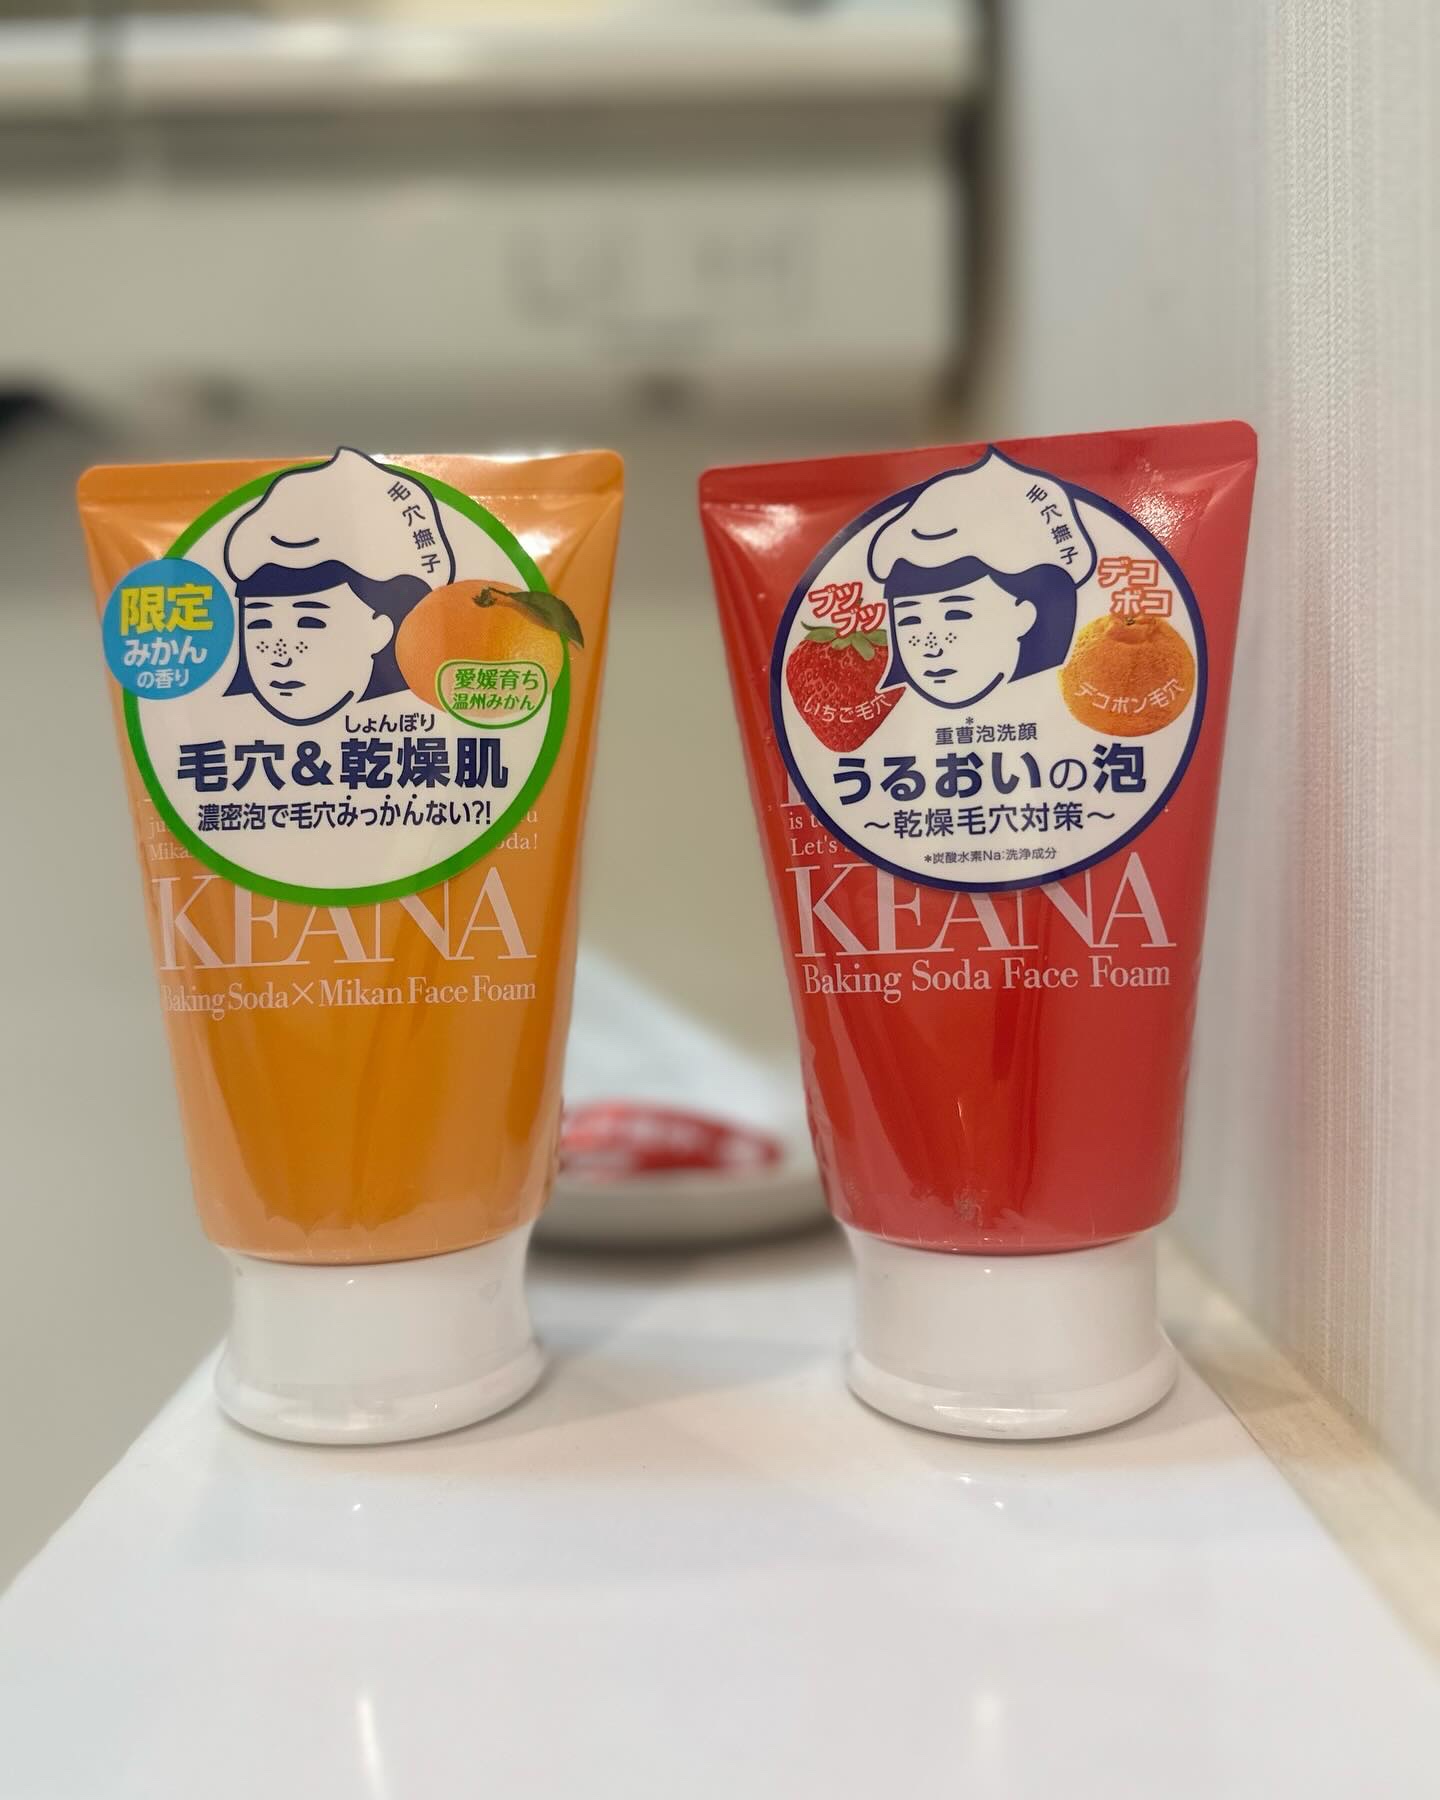 毛穴撫子
限定
みかん
の香り
愛媛育ち
温州みかん
しょんぼり
毛穴&乾燥肌
濃密泡で毛穴みっかんない?!
Mika
oda!
KEANA
Baking Soda×Mikan Face Foam
毛穴撫子
ブツ
ブツ
デコ
ボコ
いちご毛穴
デコポン毛穴
重曹*泡洗顔
うるおいの泡
～乾燥毛穴対策～
*炭酸水素Na:洗浄成分
is t
Let's
KEANA
Baking Soda Face Foam